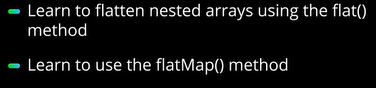 Learn to flatten nested arrays using the flat()
method
Learn to use the flatMap() method